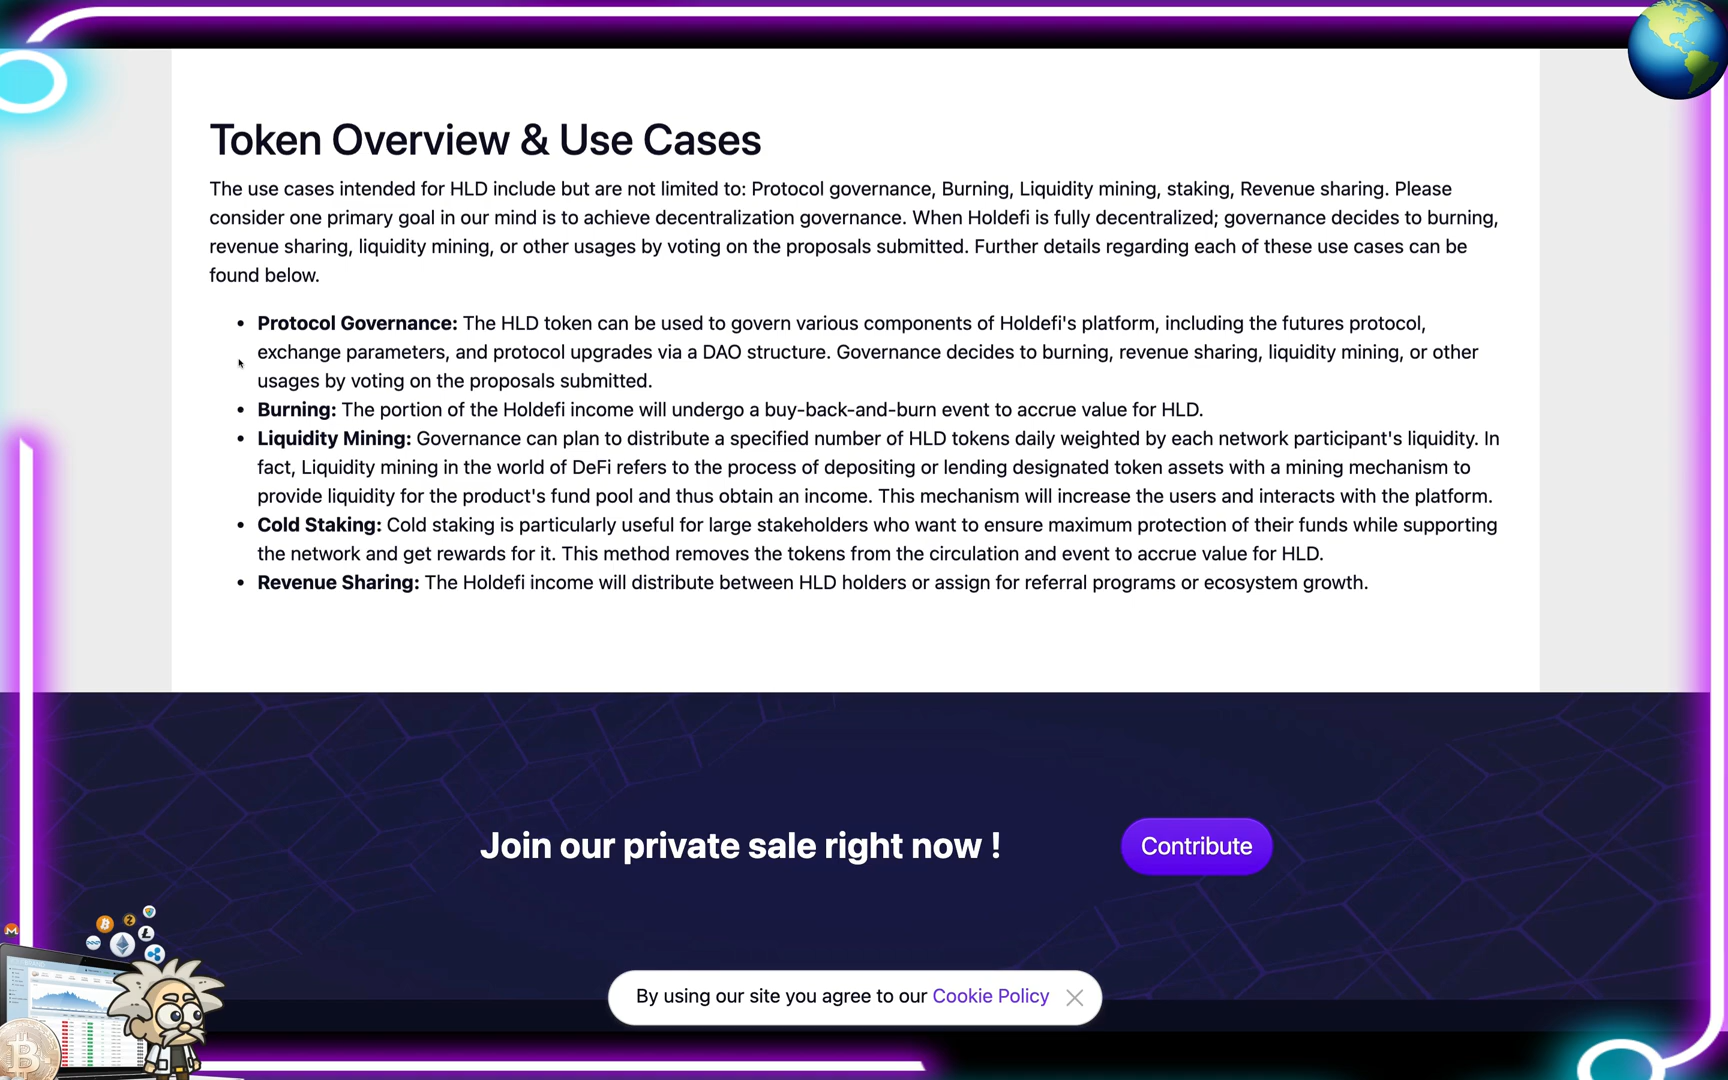 Token Overview & Use Cases
The use cases intended for HLD include but are not limited to: Protocol governance, Burning, Liquidity mining, staking, Revenue sharing. Please
consider one primary goal in our mind is to achieve decentralization governance. When Holdefi is fully decentralized; governance decides to burning,
revenue sharing, liquidity mining, or other usages by voting on the proposals submitted. Further details regarding each of these use cases can be
found below.
• Protocol Governance: The HLD token can be used to govern various components of Holdefi's platform, including the futures protocol,
exchange parameters, and protocol upgrades via a DAO structure. Governance decides to burning, revenue sharing, liquidity mining, or other
usages by voting on the proposals submitted.
• Burning: The portion of the Holdefi income will undergo a buy-back-and-burn event to accrue value for HLD.
• Liquidity Mining: Governance can plan to distribute a specified number of HLD tokens daily weighted by each network participant's liquidity. In
fact, Liquidity mining in the world of DeFi refers to the process of depositing or lending designated token assets with a mining mechanism to
provide liquidity for the product's fund pool and thus obtain an income. This mechanism will increase the users and interacts with the platform.
• Cold Staking: Cold staking is particularly useful for large stakeholders who want to ensure maximum protection of their funds while supporting
the network and get rewards for it. This method removes the tokens from the circulation and event to accrue value for HLD.
• Revenue Sharing: The Holdefi income will distribute between HLD holders or assign for referral programs or ecosystem growth.
Join our private sale right now !
Contribute
By using our site you agree to our Cookie Policy